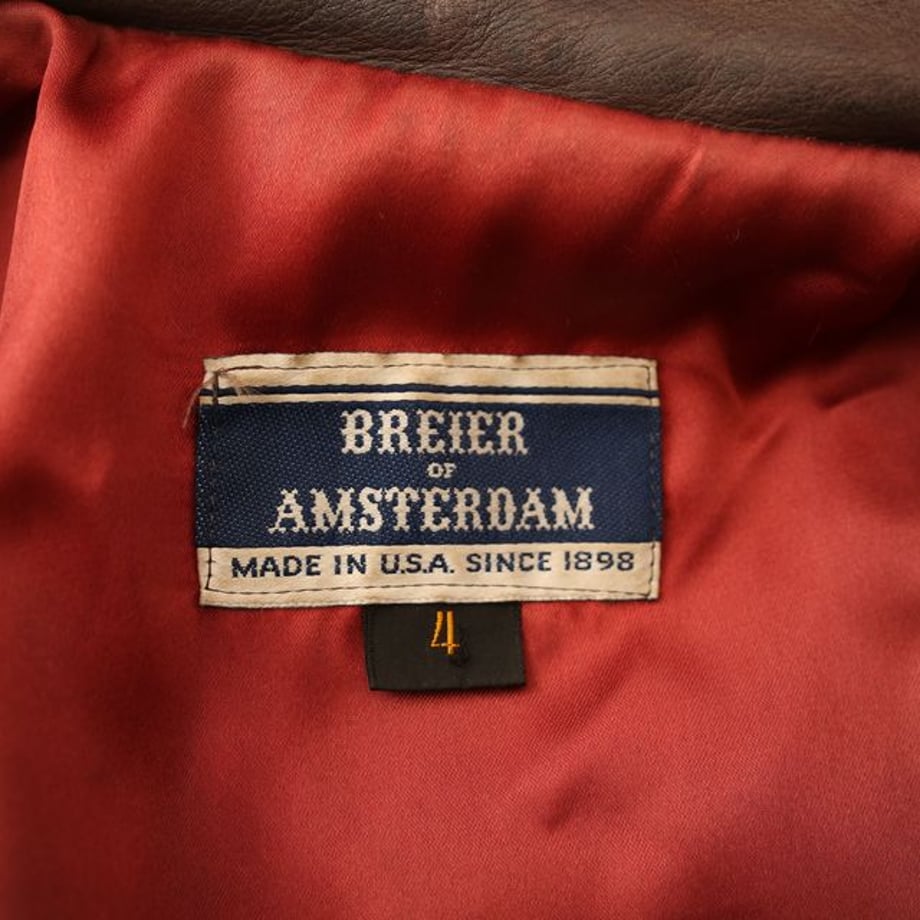 BREIER
OF
AMSTERDAM
MADE IN U.S.A. SINCE 1898
4